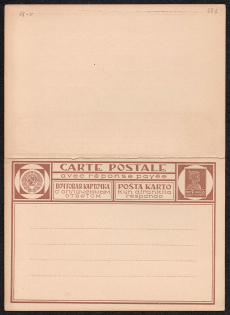 CARTE POSTALE
avec réponse payée
ПОЧТОВАЯ КАРТОЧКА
с оплаченным
ответом
POŜTA KARTO
kun afrankita
respondo